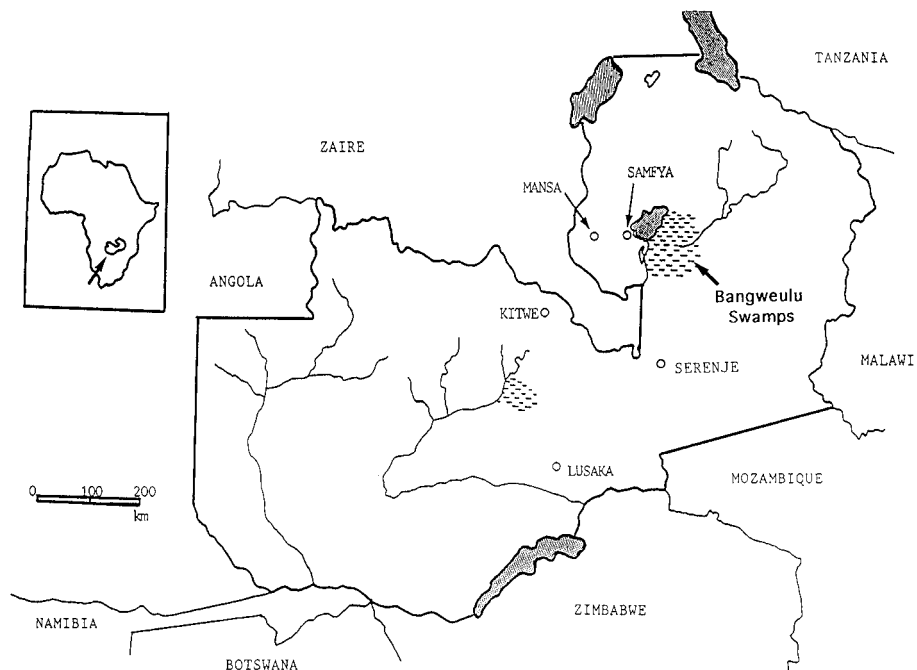 TANZANIA
ZAIRE
MANSA
SAMFYA
ANGOLA
Bangweulu
Swamps
KITWE
SERENJE
MALAWI
LUSAKA
MOZAMBIQUE
0 100 200
km
ZIMBABWE
NAMIBIA
BOTSWANA